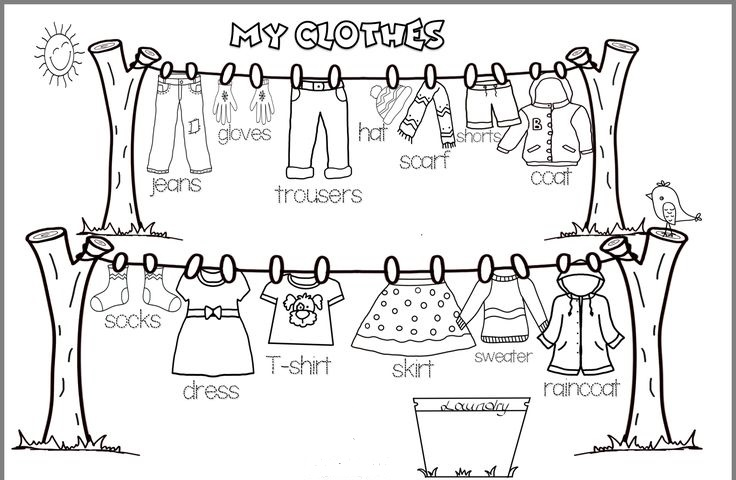 MY CLOTHES
jeans
gloves
trousers
hat
scarf
shorts
B
coat
socks
dress
T-shirt
skirt
sweater
raincoat
Laundry